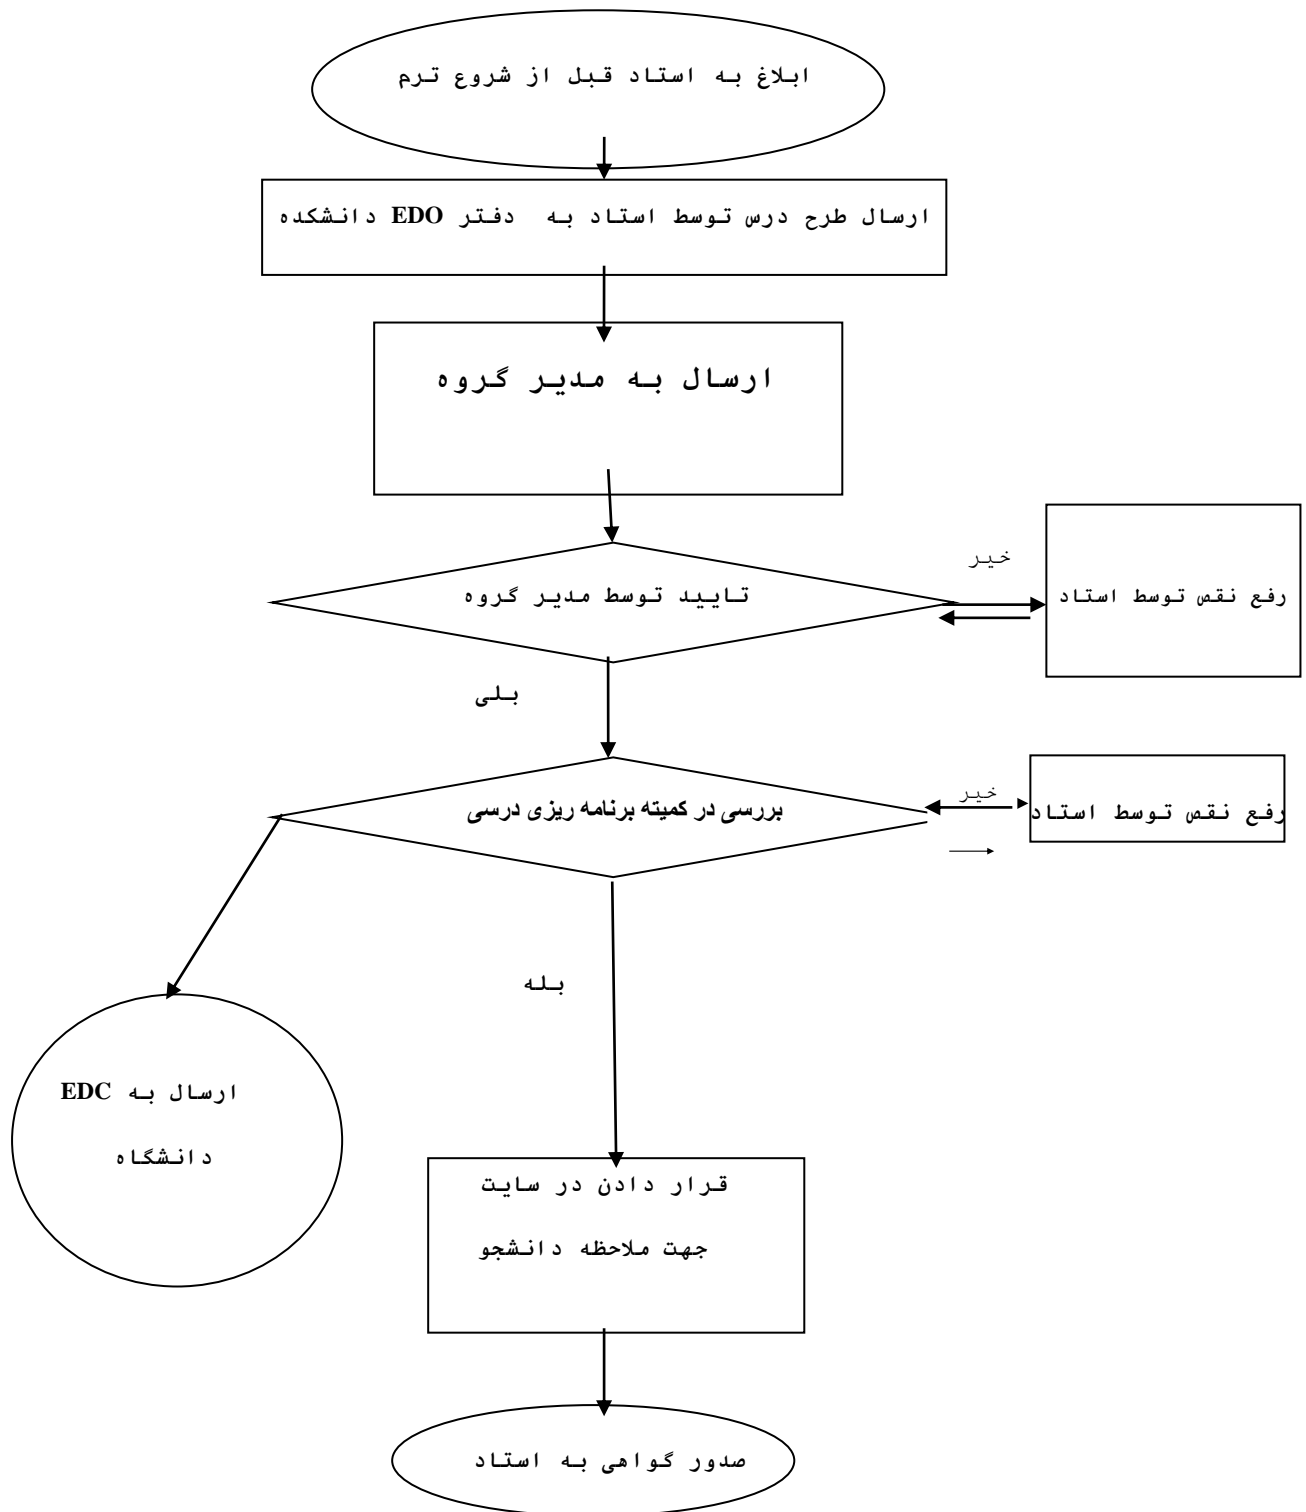 ابلاغ به استاد قبل از شروع ترم
ارسال طرح درس توسط استاد به دفتر EDO دانشکده
ارسال به مدیر گروه
تایید توسط مدیر گروه
خیر
رفع نقص توسط استاد
بلی
بررسی در کمیته برنامه ریزی درسی
خیر
رفع نقص توسط استاد
بله
ارسال به EDC
دانشگاه
قرار دادن در سایت
جهت ملاحظه دانشجو
صدور گواهی به استاد